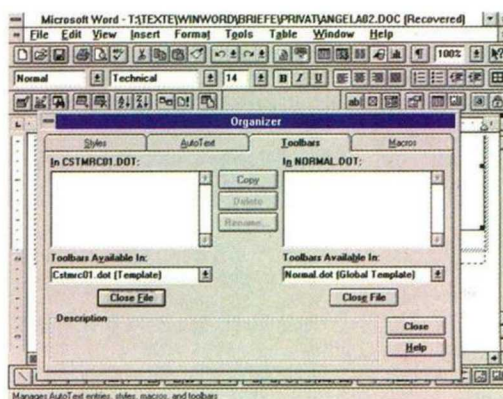 Microsoft Word - T:\TEXTE\WINWORD\BRIEFE\PRIVAT\ANGELA02.DOC (Recovered)
File Edit View Insert Format Tools Table Window Help
100%
Normal Technical 14 B I U
Organizer
Styles AutoText Toolbars Macros
In CSTMRC01.DOT: In NORMAL.DOT:
Copy
Delete
Rename...
Toolbars Available In: Toolbars Available In:
Cstmrc01.dot (Template) Normal.dot (Global Template)
Close File Close File
Description
Close
Help
Manages AutoText entries, styles, macros, and toolbars